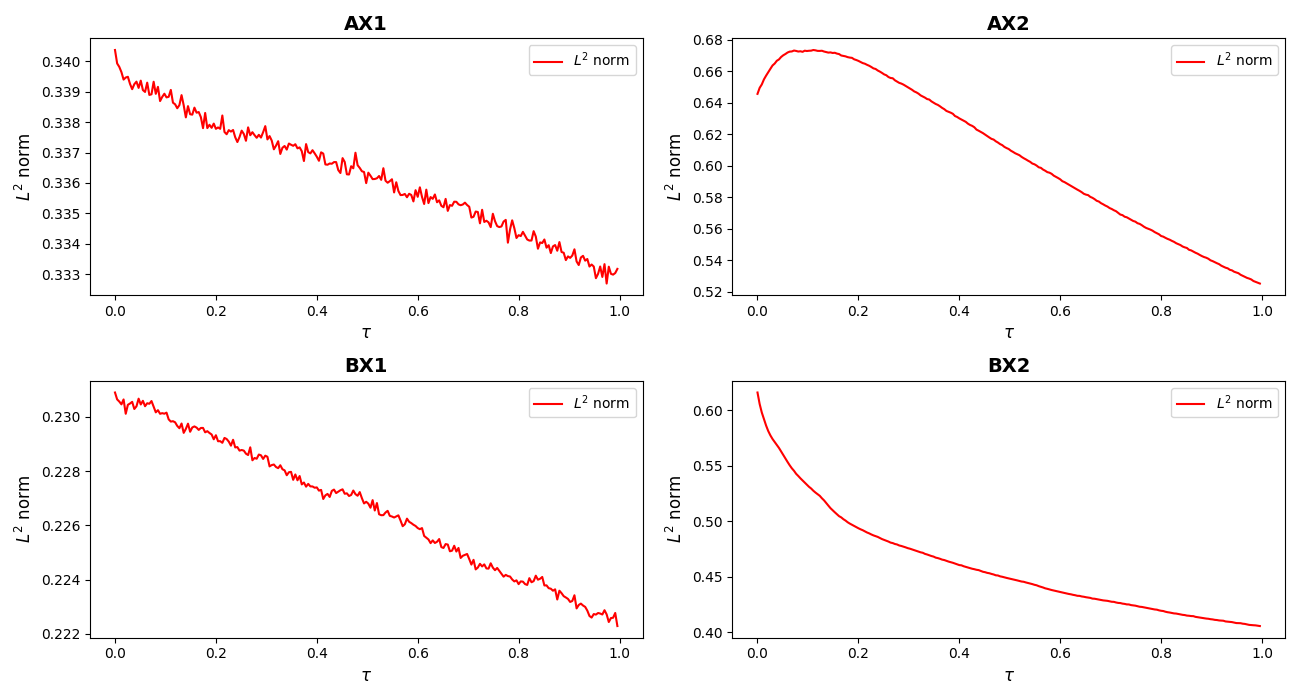 AX1
L² norm
0.340
0.339
0.338
0.337
0.336
0.335
0.334
0.333
L² norm
0.0 0.2 0.4 0.6 0.8 1.0
τ
AX2
L² norm
0.68
0.66
0.64
0.62
0.60
0.58
0.56
0.54
0.52
L² norm
0.0 0.2 0.4 0.6 0.8 1.0
τ
BX1
L² norm
0.230
0.228
0.226
0.224
0.222
L² norm
0.0 0.2 0.4 0.6 0.8 1.0
τ
BX2
L² norm
0.60
0.55
0.50
0.45
0.40
L² norm
0.0 0.2 0.4 0.6 0.8 1.0
τ